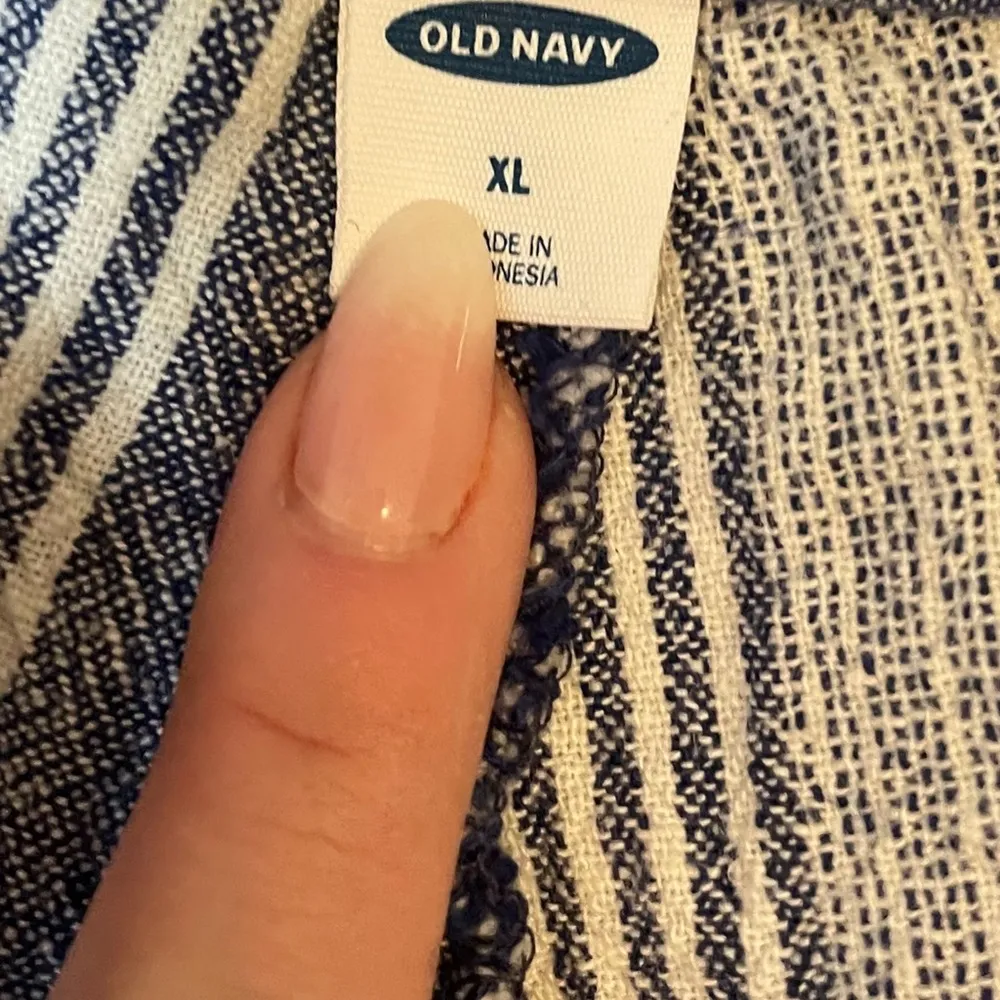 OLD NAVY
XL
ADE IN
ONESIA